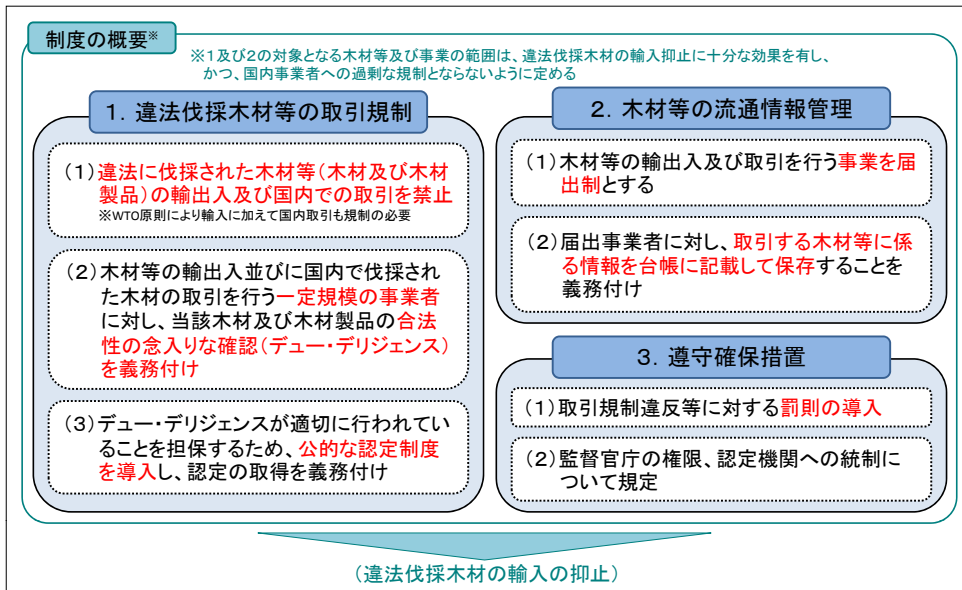 制度の概要※
※1及び2の対象となる木材等及び事業の範囲は、違法伐採木材の輸入抑止に十分な効果を有し、
かつ、国内事業者への過剰な規制とならないように定める
1．違法伐採木材等の取引規制
（1）違法に伐採された木材等（木材及び木材
製品）の輸出入及び国内での取引を禁止
※WTO原則により輸入に加えて国内取引も規制の必要
（2）木材等の輸出入並びに国内で伐採され
た木材の取引を行う一定規模の事業者
に対し、当該木材及び木材製品の合法
性の念入りな確認（デュー・デリジェンス）
を義務付け
（3）デュー・デリジェンスが適切に行われてい
ることを担保するため、公的な認定制度
を導入し、認定の取得を義務付け
2．木材等の流通情報管理
（1）木材等の輸出入及び取引を行う事業を届
出制とする
（2）届出事業者に対し、取引する木材等に係
る情報を台帳に記載して保存することを
義務付け
3．遵守確保措置
（1）取引規制違反等に対する罰則の導入
（2）監督官庁の権限、認定機関への統制に
ついて規定
（違法伐採木材の輸入の抑止）